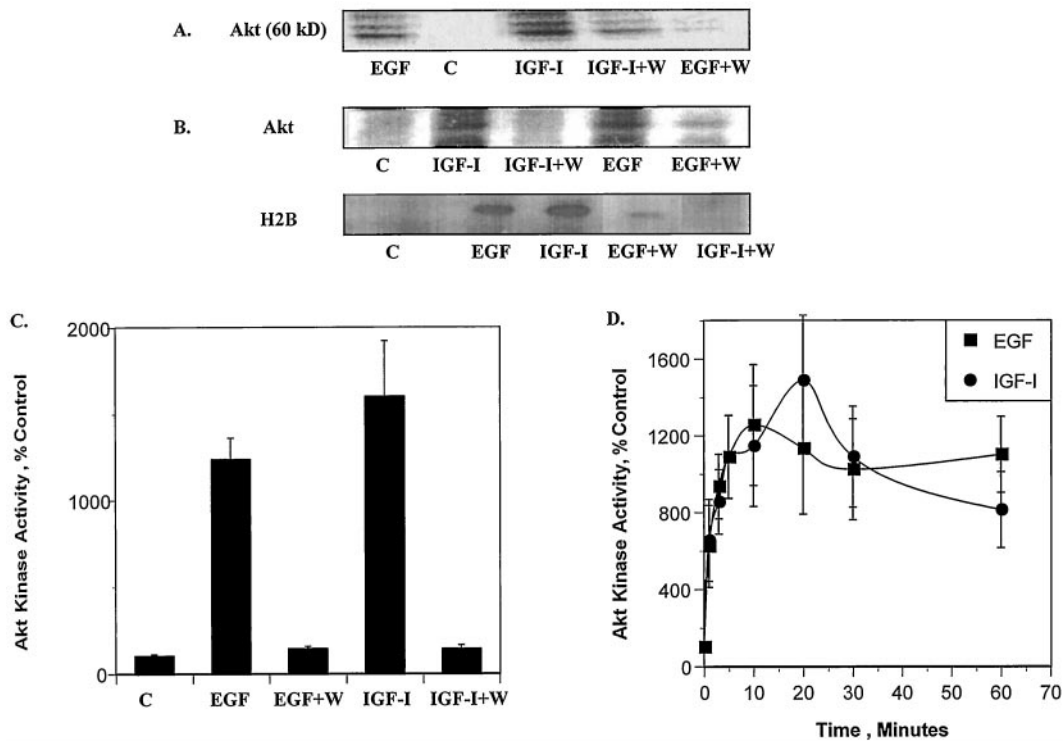 A. Akt (60 kD)
EGF C IGF-I IGF-I+W EGF+W
B. Akt
C IGF-I IGF-I+W EGF EGF+W
H2B
C EGF IGF-I EGF+W IGF-I+W
C.
Akt Kinase Activity, % Control
2000
1000
0
C EGF EGF+W IGF-I IGF-I+W
D.
Akt Kinase Activity, % Control
EGF
IGF-I
1600
1200
800
400
0
0 10 20 30 40 50 60 70
Time , Minutes